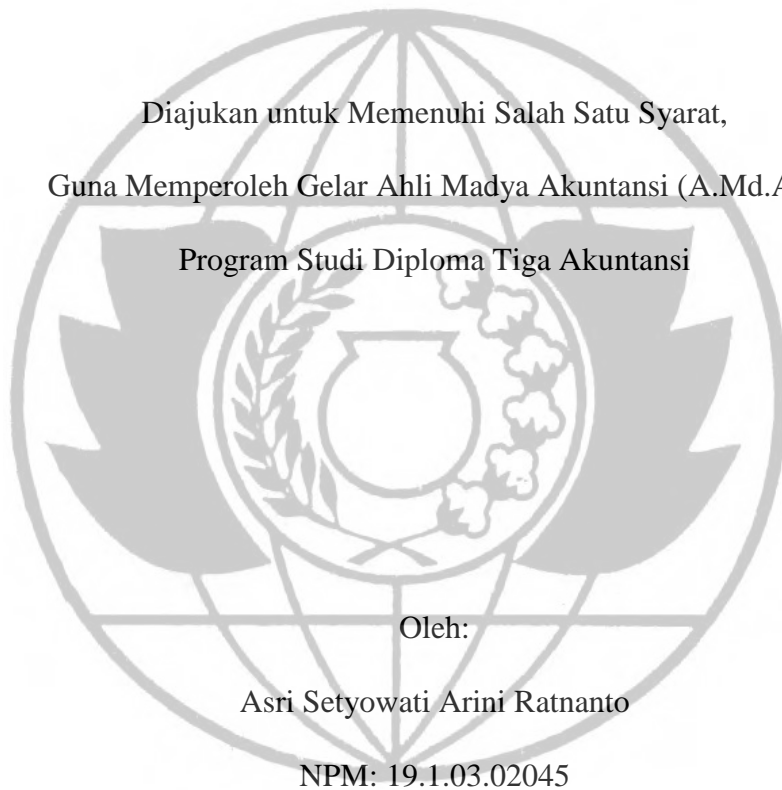 Diajukan untuk Memenuhi Salah Satu Syarat,
Guna Memperoleh Gelar Ahli Madya Akuntansi (A.Md.A
Program Studi Diploma Tiga Akuntansi
Oleh:
Asri Setyowati Arini Ratnanto
NPM: 19.1.03.02045